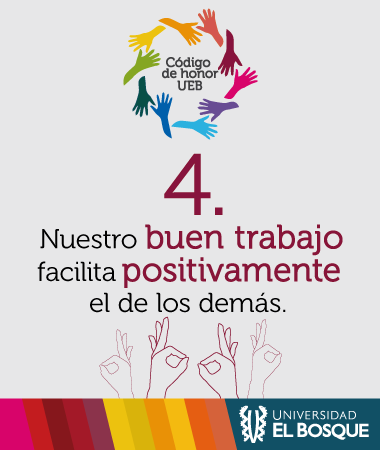 Código
de honor
UEB
4.
Nuestro buen trabajo
facilita positivamente
el de los demás.
UNIVERSIDAD
EL BOSQUE